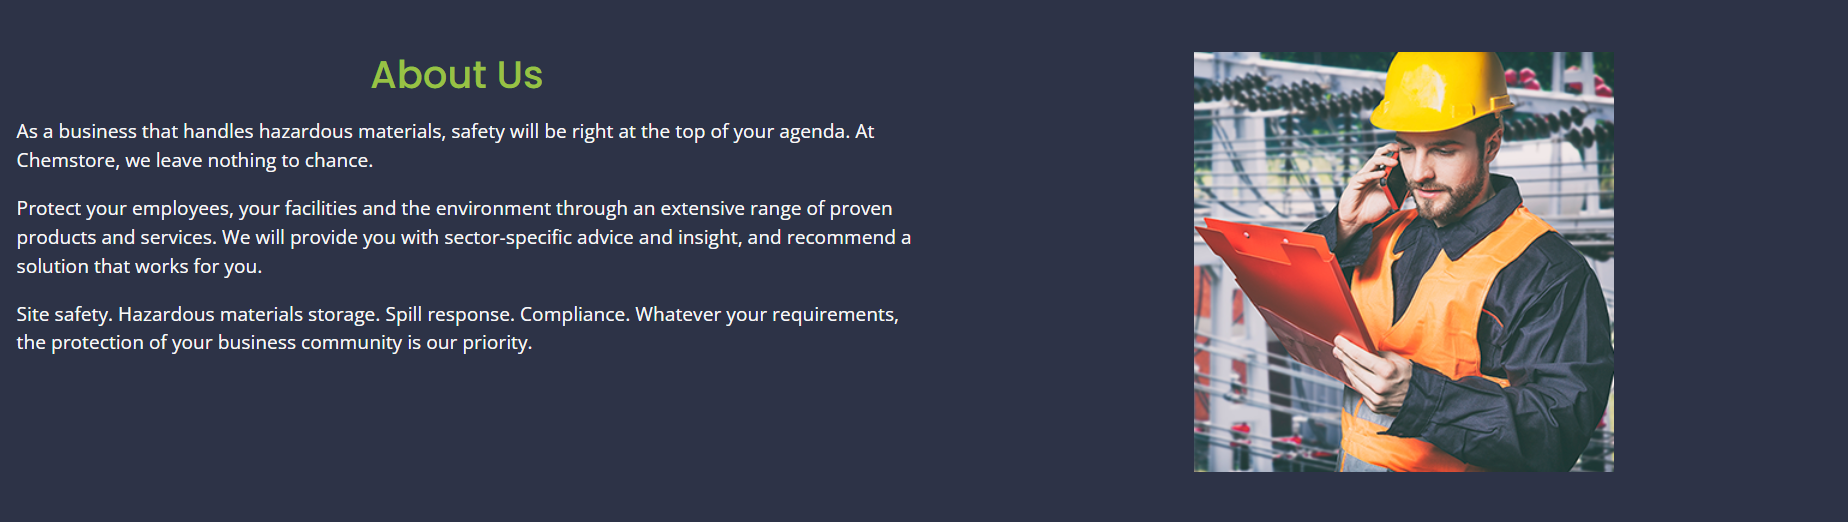 About Us
As a business that handles hazardous materials, safety will be right at the top of your agenda. At
Chemstore, we leave nothing to chance.
Protect your employees, your facilities and the environment through an extensive range of proven
products and services. We will provide you with sector-specific advice and insight, and recommend a
solution that works for you.
Site safety. Hazardous materials storage. Spill response. Compliance. Whatever your requirements,
the protection of your business community is our priority.